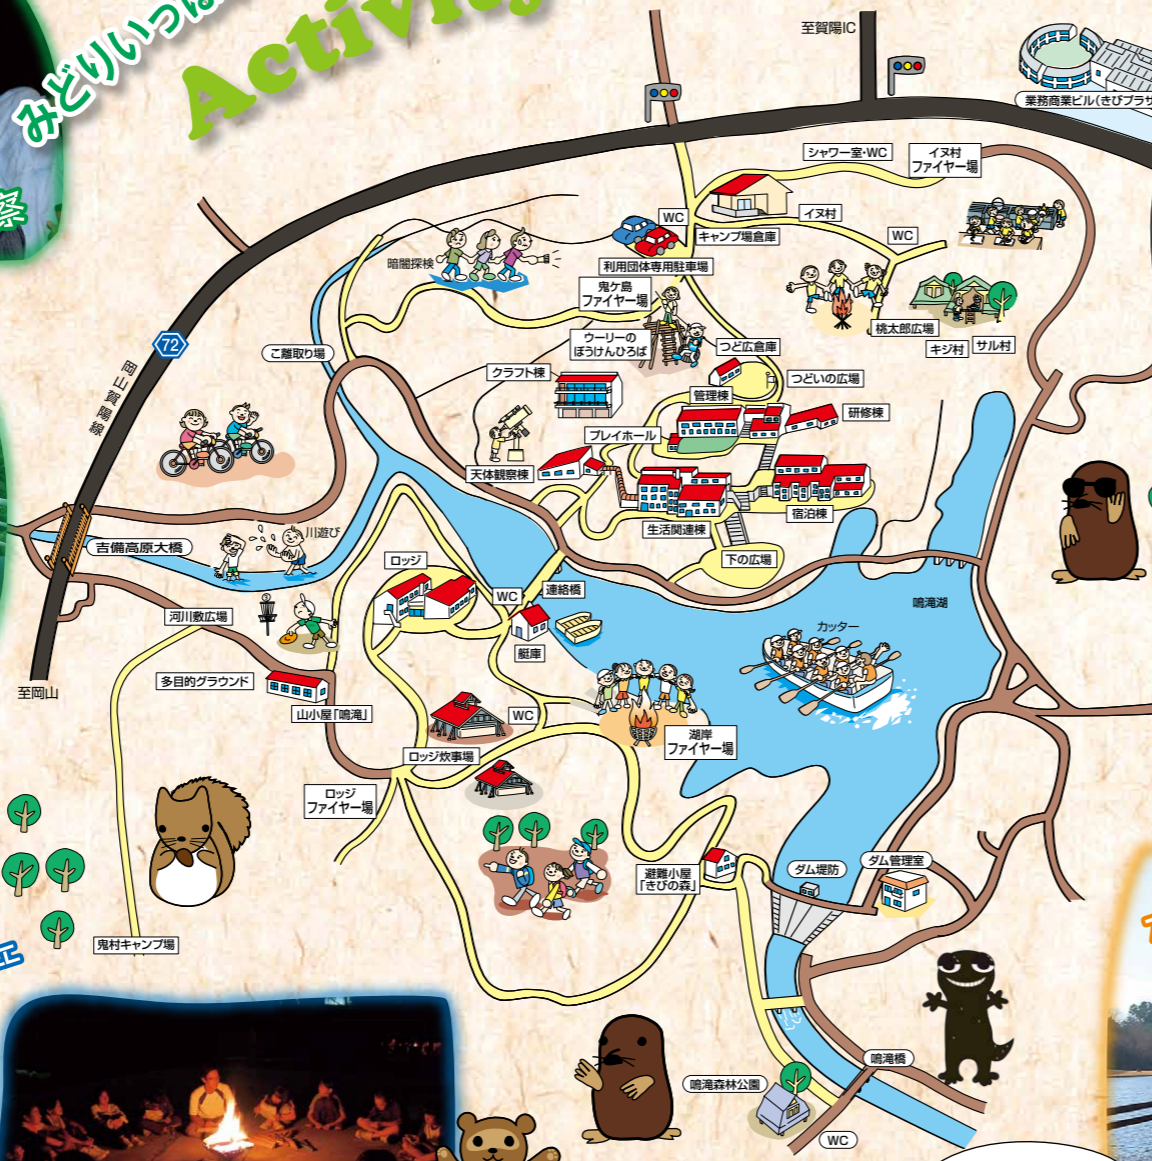 みどりいっぱ
Activity
察
至賀陽IC
業務商業ビル(きびプラザ
シャワー室・WC
イヌ村
ファイヤー場
WC
イヌ村
キャンプ場倉庫
WC
暗闇探検
利用団体専用駐車場
鬼ケ島
ファイヤー場
桃太郎広場
キジ村
サル村
72
岡山賀陽線
こ離取り場
ウーリーの
ぼうけんひろば
つど広倉庫
クラフト棟
つどいの広場
管理棟
研修棟
プレイホール
天体観察棟
生活関連棟
宿泊棟
吉備高原大橋
川遊び
下の広場
ロッジ
WC
連絡橋
鳴滝湖
河川敷広場
艇庫
カッター
至岡山
多目的グラウンド
山小屋「鳴滝」
WC
湖岸
ファイヤー場
ロッジ炊事場
ロッジ
ファイヤー場
避難小屋
「きびの森」
ダム堤防
ダム管理室
鬼村キャンプ場
鳴滝橋
鳴滝森林公園
WC